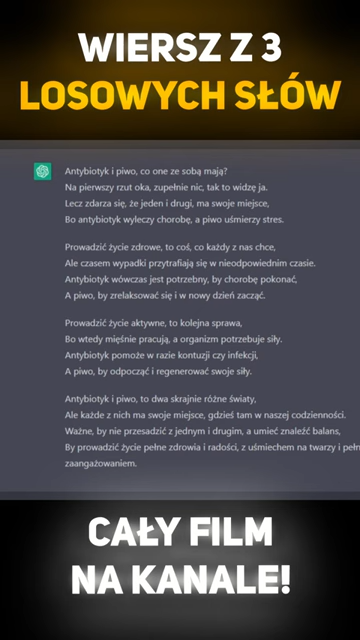 WIERSZ Z 3
LOSOWYCH SŁÓW
Antybiotyk i piwo, co one ze sobą mają?
Na pierwszy rzut oka, zupełnie nic, tak to widzę ja.
Lecz zdarza się, że jeden i drugi, ma swoje miejsce,
Bo antybiotyk wyleczy chorobę, a piwo uśmierzy stres.
Prowadzić życie zdrowe, to coś, co każdy z nas chce,
Ale czasem wypadki przytrafiają się w nieodpowiednim czasie.
Antybiotyk wówczas jest potrzebny, by chorobę pokonać,
A piwo, by zrelaksować się i w nowy dzień zacząć.
Prowadzić życie aktywne, to kolejna sprawa,
Bo wtedy mięśnie pracują, a organizm potrzebuje siły.
Antybiotyk pomoże w razie kontuzji czy infekcji,
A piwo, by odpocząć i regenerować swoje siły.
Antybiotyk i piwo, to dwa skrajnie różne światy,
Ale każde z nich ma swoje miejsce, gdzieś tam w naszej codzienności.
Ważne, by nie przesadzić z jednym i drugim, a umieć znaleźć balans,
By prowadzić życie pełne zdrowia i radości, z uśmiechem na twarzy i pełn
zaangażowaniem.
CAŁY FILM
NA KANALE!